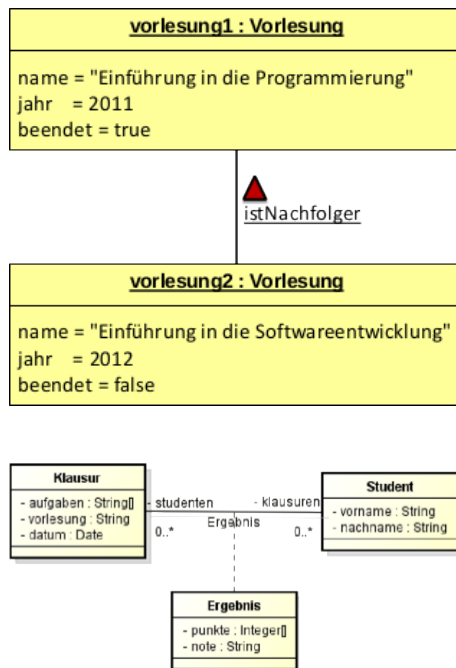 vorlesung1 : Vorlesung
name = "Einführung in die Programmierung"
jahr = 2011
beendet = true
istNachfolger
vorlesung2 : Vorlesung
name = "Einführung in die Softwareentwicklung"
jahr = 2012
beendet = false
Klausur
- aufgaben : String[]
- vorlesung : String
- datum : Date
- studenten
0..*
Ergebnis
- klausuren
0..*
Student
- vorname : String
- nachname : String
Ergebnis
- punkte : Integer[]
- note : String